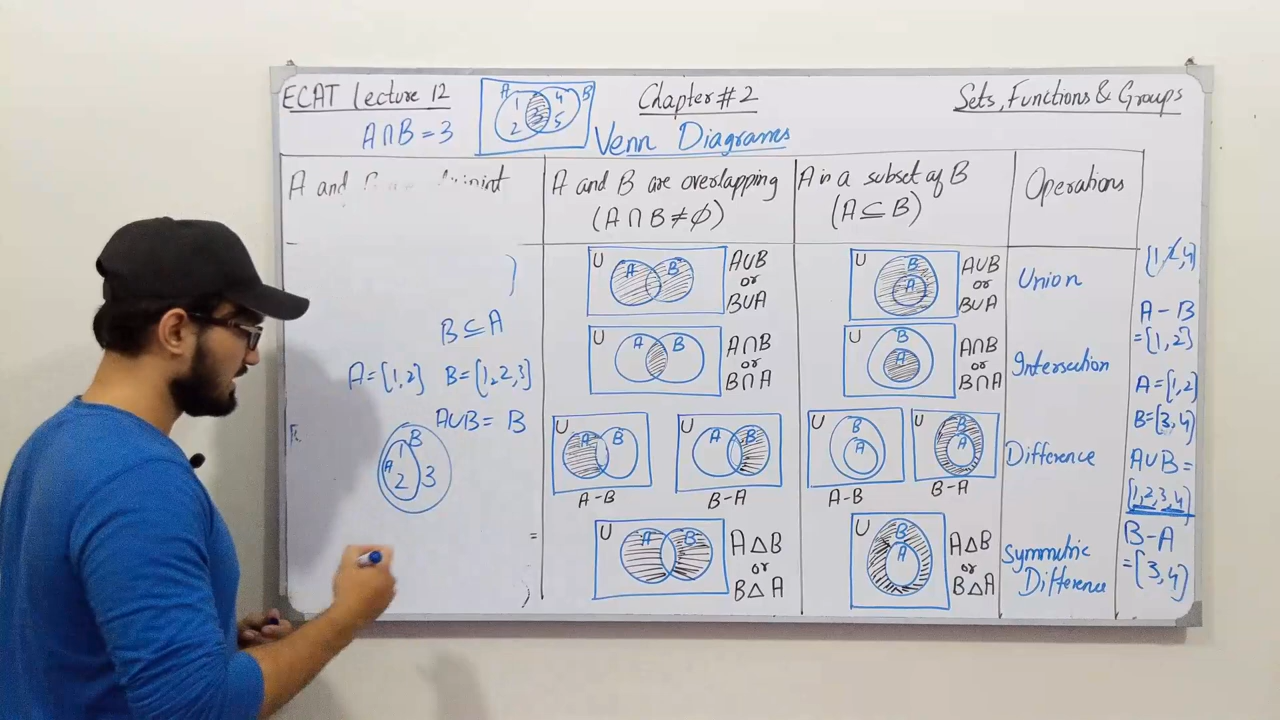 ECAT Lecture 12
Chapter # 2
Sets, Functions & Groups
A∩B = 3
A 1 2 3 4 5 B
Venn Diagrams
A and
A and B are overlapping
(A∩B≠φ)
A is a subset of B
(A⊆B)
Operations
B⊆A
A={1,2} B={1,2,3}
A∪B = B
B
A 1 2 3
U A B
A∪B
or
B∪A
U B A
A∪B
or
B∪A
Union
U A B
A∩B
or
B∩A
U B A
A∩B
or
B∩A
Intersection
U A B
A-B
U A B
B-A
U B A
A-B
U B A
B-A
Difference
U A B
A△B
or
B△A
U B A
A△B
or
B△A
Symmetric
Difference
A - B
={1,2}
A={1,2}
B={3,4}
A∪B =
{1,2,3,4}
B-A
={3,4}